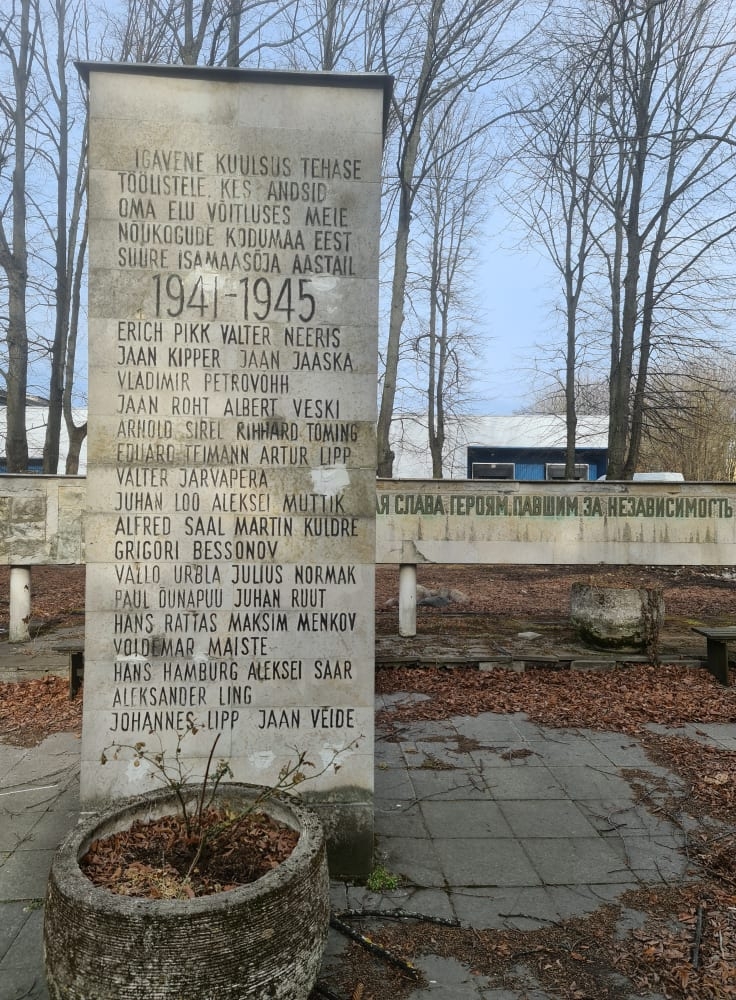 IGAVENE KUULSUS TEHASE
TÖÖLISTELE, KES ANDSID
OMA ELU VÕITLUSES MEIE
NÕUKOGUDE KODUMAA EEST
SUURE ISAMAASÕJA AASTAIL
1941-1945
ERICH PIKK VALTER NEERIS
JAAN KIPPER JAAN JAASKA
VLADIMIR PETROVÕHH
JAAN ROHT ALBERT VESKI
ARNOLD SIREL RIHHARD TOMING
EDUARD TEIMANN ARTUR LIPP
VALTER JARVAPERA
JUHAN LOO ALEKSEI MUTTIK
ALFRED SAAL MARTIN KULDRE
GRIGORI BESSONOV
VALLO URBLA JULIUS NORMAK
PAUL ÕUNAPUU JUHAN RUUT
HANS RATTAS MAKSIM MENKOV
VOLDEMAR MAISTE
HANS HAMBURG ALEKSEI SAAR
ALEKSANDER LING
JOHANNES LIPP JAAN VEIDE
АЯ СЛАВА ГЕРОЯМ, ПАВШИМ ЗА НЕЗАВИСИМОСТЬ